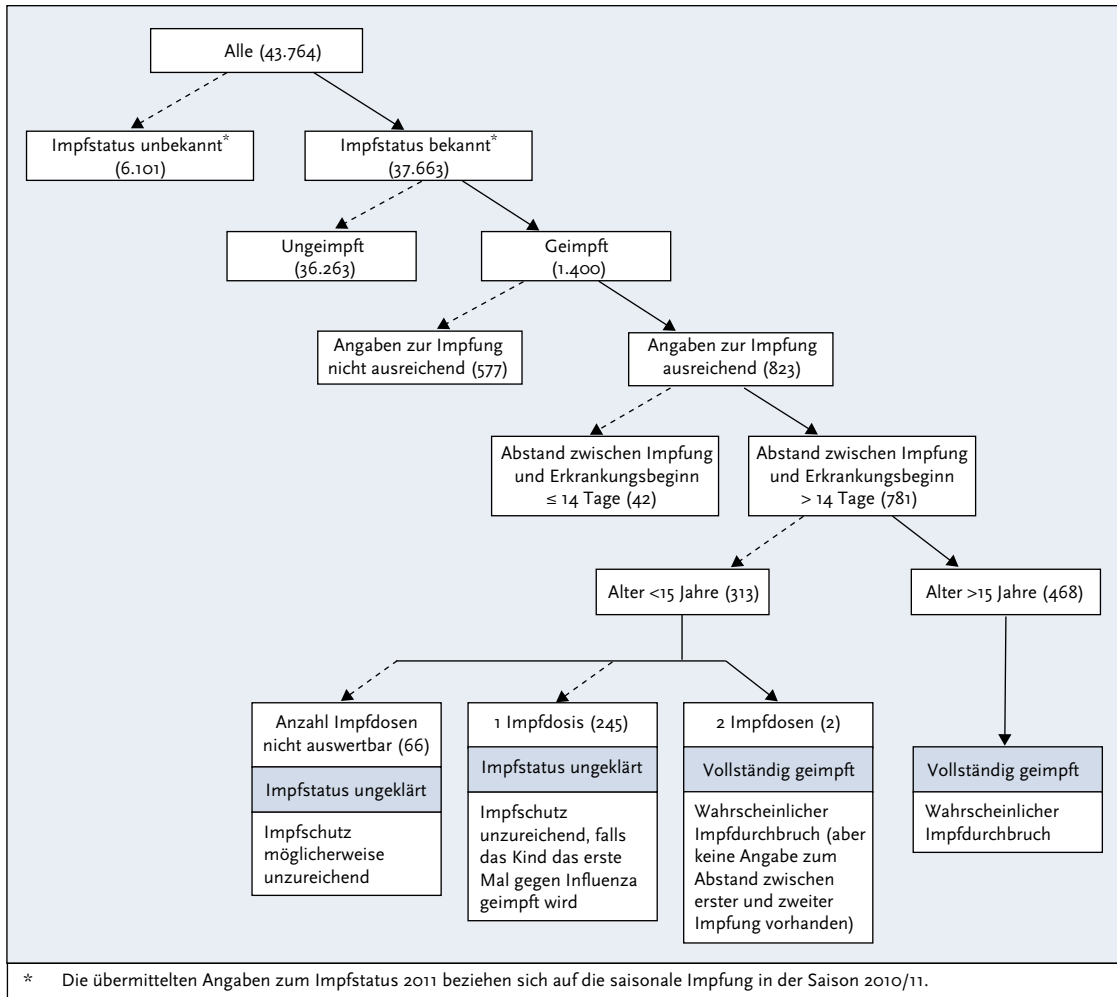 Alle (43.764)
Impfstatus unbekannt*
(6.101)
Impfstatus bekannt*
(37.663)
Ungeimpft
(36.263)
Geimpft
(1.400)
Angaben zur Impfung
nicht ausreichend (577)
Angaben zur Impfung
ausreichend (823)
Abstand zwischen Impfung
und Erkrankungsbeginn
≤ 14 Tage (42)
Abstand zwischen Impfung
und Erkrankungsbeginn
> 14 Tage (781)
Alter <15 Jahre (313)
Alter >15 Jahre (468)
Anzahl Impfdosen
nicht auswertbar (66)
Impfstatus ungeklärt
Impfschutz
möglicherweise
unzureichend
1 Impfdosis (245)
Impfstatus ungeklärt
Impfschutz
unzureichend, falls
das Kind das erste
Mal gegen Influenza
geimpft wird
2 Impfdosen (2)
Vollständig geimpft
Wahrscheinlicher
Impfdurchbruch (aber
keine Angabe zum
Abstand zwischen
erster und zweiter
Impfung vorhanden)
Vollständig geimpft
Wahrscheinlicher
Impfdurchbruch
* Die übermittelten Angaben zum Impfstatus 2011 beziehen sich auf die saisonale Impfung in der Saison 2010/11.